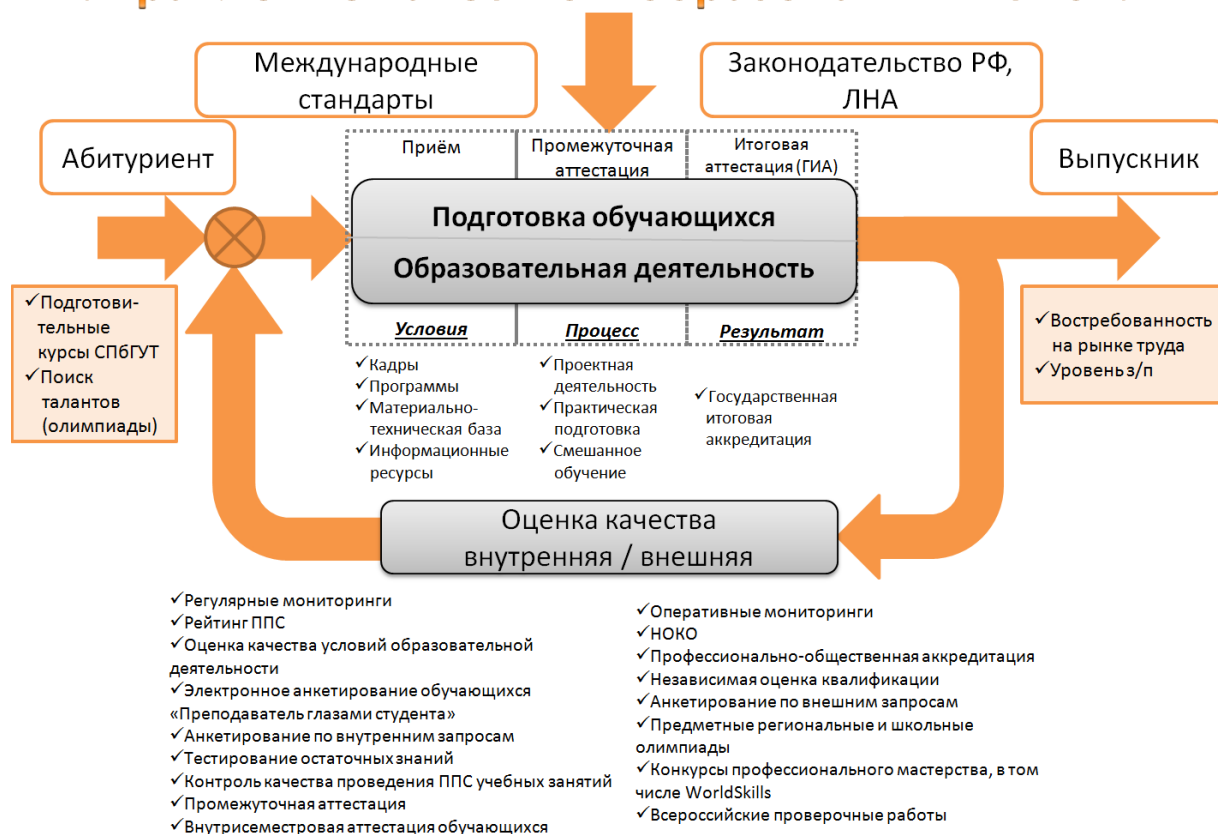 Международные
стандарты
Законодательство РФ,
ЛНА
Абитуриент
Приём
Промежуточная
аттестация
Итоговая
аттестация (ГИА)
Выпускник
Подготовка обучающихся
Образовательная деятельность
✓Подготови-
тельные
курсы СПбГУТ
✓Поиск
талантов
(олимпиады)
Условия
✓Кадры
✓Программы
✓Материально-
техническая база
✓Информационные
ресурсы
Процесс
✓Проектная
деятельность
✓Практическая
подготовка
✓Смешанное
обучение
Результат
✓Государственная
итоговая
аккредитация
✓Востребованность
на рынке труда
✓Уровень з/п
Оценка качества
внутренняя / внешняя
✓Регулярные мониторинги
✓Рейтинг ППС
✓Оценка качества условий образовательной
деятельности
✓Электронное анкетирование обучающихся
«Преподаватель глазами студента»
✓Анкетирование по внутренним запросам
✓Тестирование остаточных знаний
✓Контроль качества проведения ППС учебных занятий
✓Промежуточная аттестация
✓Внутрисеместровая аттестация обучающихся
✓Оперативные мониторинги
✓НОКО
✓Профессионально-общественная аккредитация
✓Независимая оценка квалификации
✓Анкетирование по внешним запросам
✓Предметные региональные и школьные
олимпиады
✓Конкурсы профессионального мастерства, в том
числе WorldSkills
✓Всероссийские проверочные работы